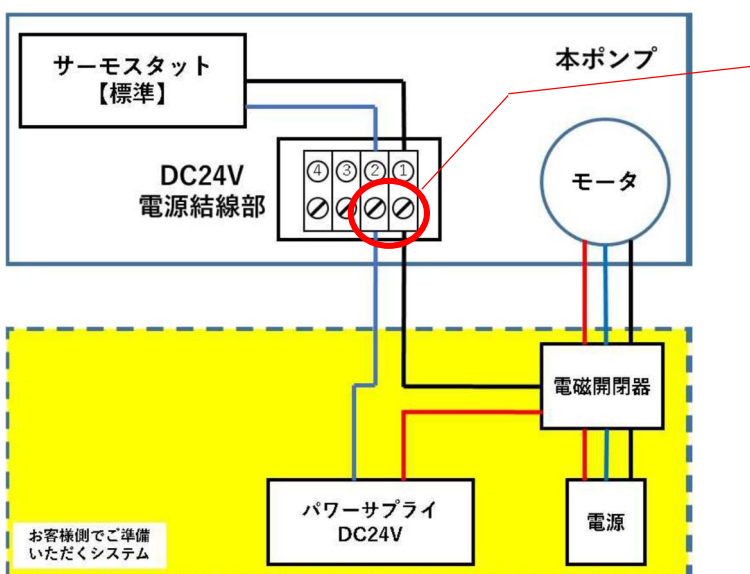 サーモスタット
【標準】
本ポンプ
DC24V
電源結線部
④ ③ ② ①
モータ
電磁開閉器
パワーサプライ
DC24V
電源
お客様側でご準備
いただくシステム